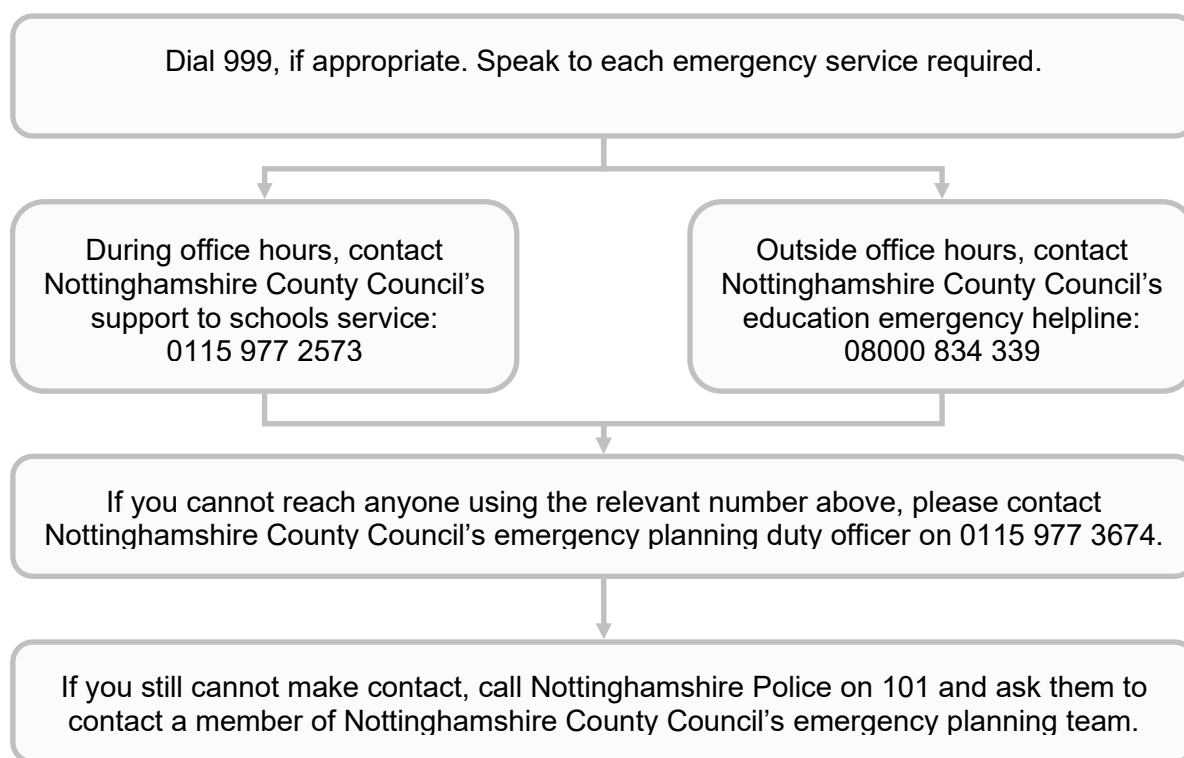 Dial 999, if appropriate. Speak to each emergency service required.
During office hours, contact
Nottinghamshire County Council’s
support to schools service:
0115 977 2573
Outside office hours, contact
Nottinghamshire County Council’s
education emergency helpline:
08000 834 339
If you cannot reach anyone using the relevant number above, please contact
Nottinghamshire County Council’s emergency planning duty officer on 0115 977 3674.
If you still cannot make contact, call Nottinghamshire Police on 101 and ask them to
contact a member of Nottinghamshire County Council’s emergency planning team.